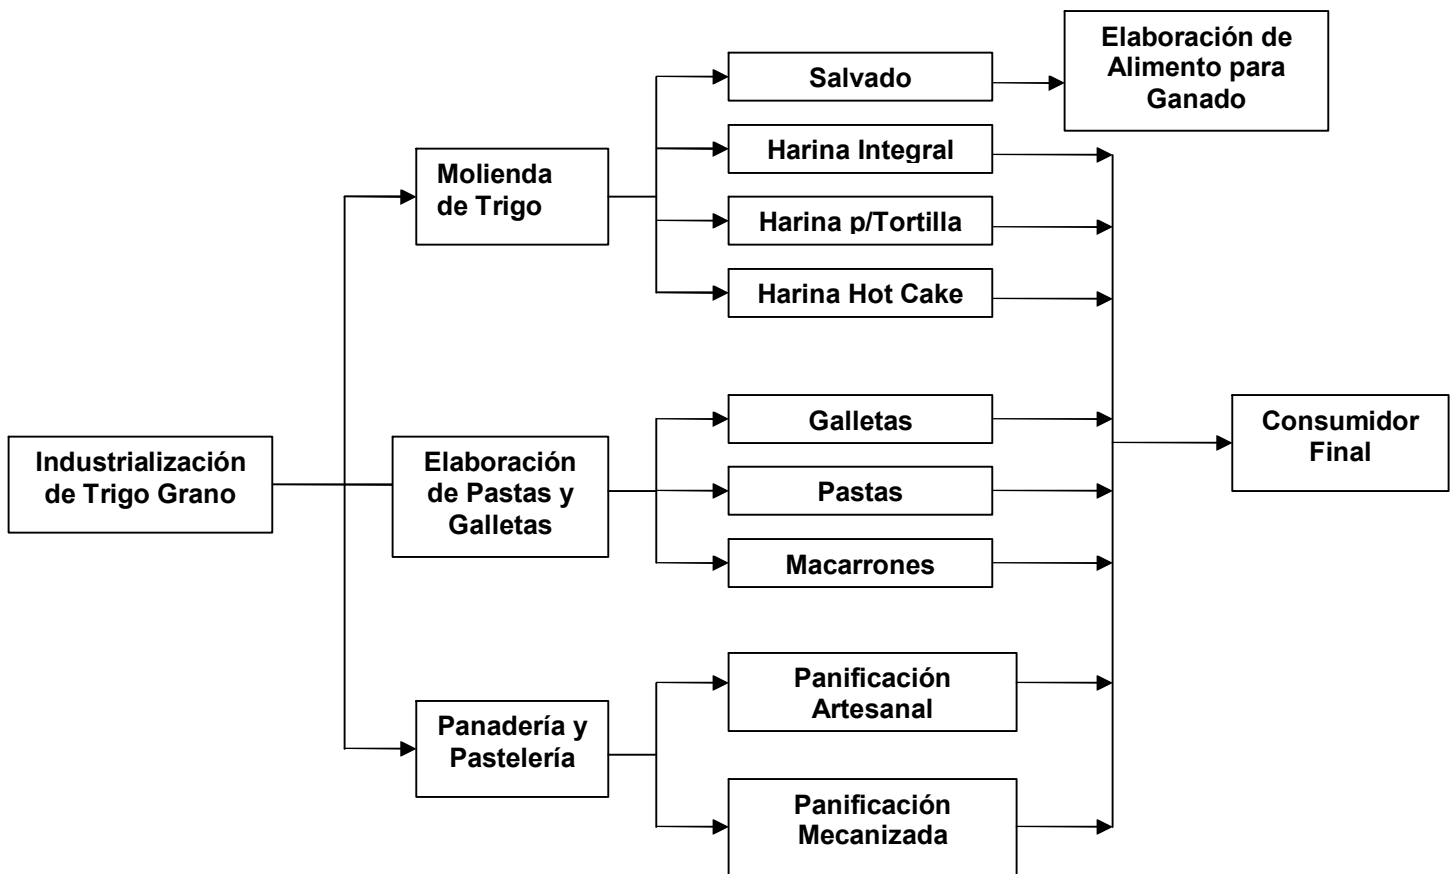 Industrialización
de Trigo Grano
Molienda
de Trigo
Elaboración
de Pastas y
Galletas
Panadería y
Pastelería
Salvado
Harina Integral
Harina p/Tortilla
Harina Hot Cake
Galletas
Pastas
Macarrones
Panificación
Artesanal
Panificación
Mecanizada
Elaboración de
Alimento para
Ganado
Consumidor
Final